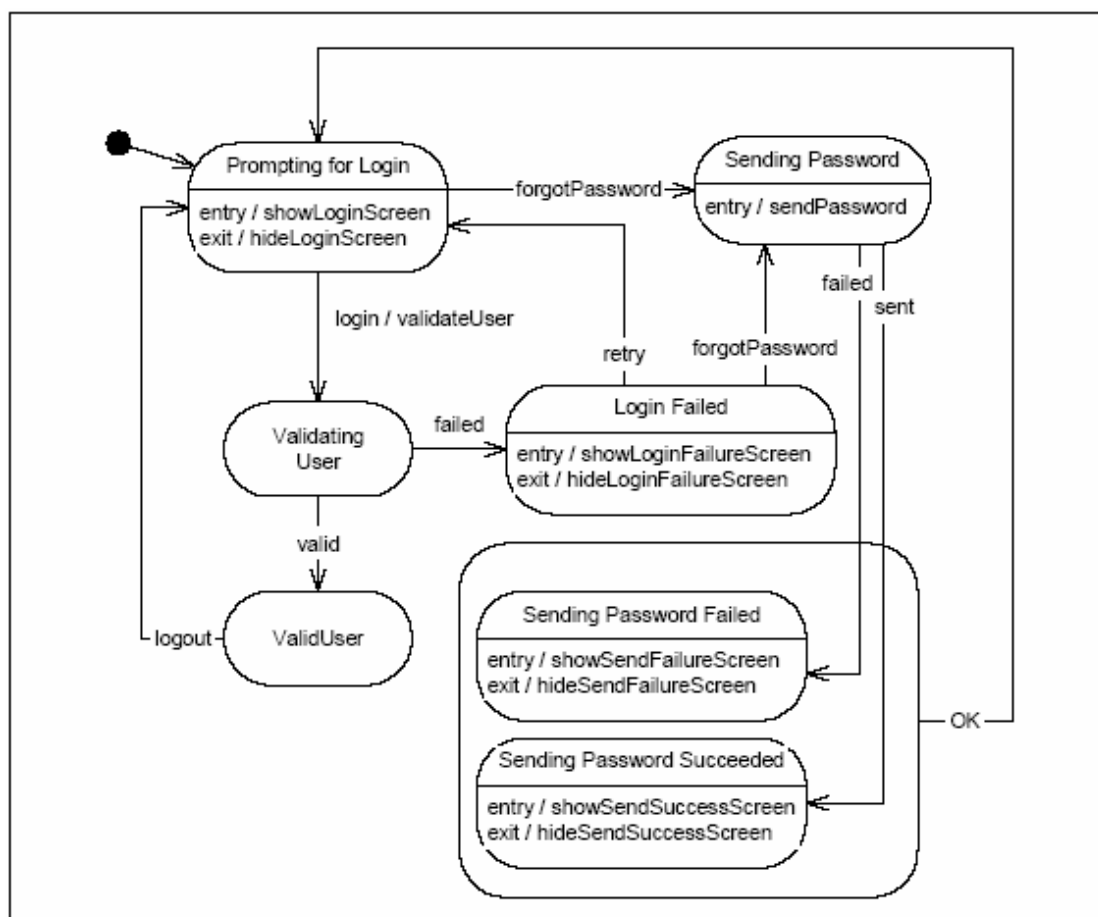 Prompting for Login
entry / showLoginScreen
exit / hideLoginScreen
forgotPassword
Sending Password
entry / sendPassword
failed
sent
login / validateUser
retry
forgotPassword
Validating
User
failed
Login Failed
entry / showLoginFailureScreen
exit / hideLoginFailureScreen
valid
ValidUser
logout
Sending Password Failed
entry / showSendFailureScreen
exit / hideSendFailureScreen
OK
Sending Password Succeeded
entry / showSendSuccessScreen
exit / hideSendSuccessScreen